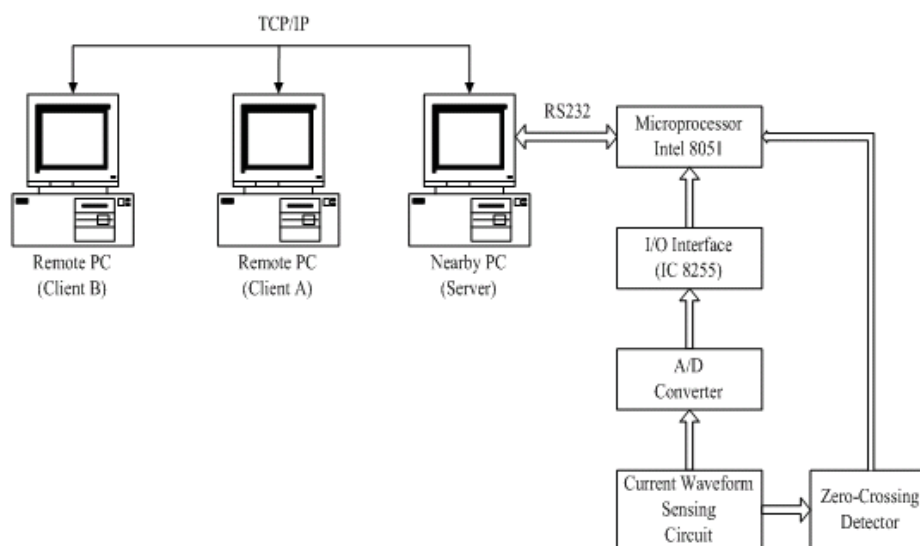 TCP/IP
RS232
Microprocessor
Intel 8051
Remote PC
(Client B)
Remote PC
(Client A)
Nearby PC
(Server)
I/O Interface
(IC 8255)
A/D
Converter
Current Waveform
Sensing
Circuit
Zero-Crossing
Detector